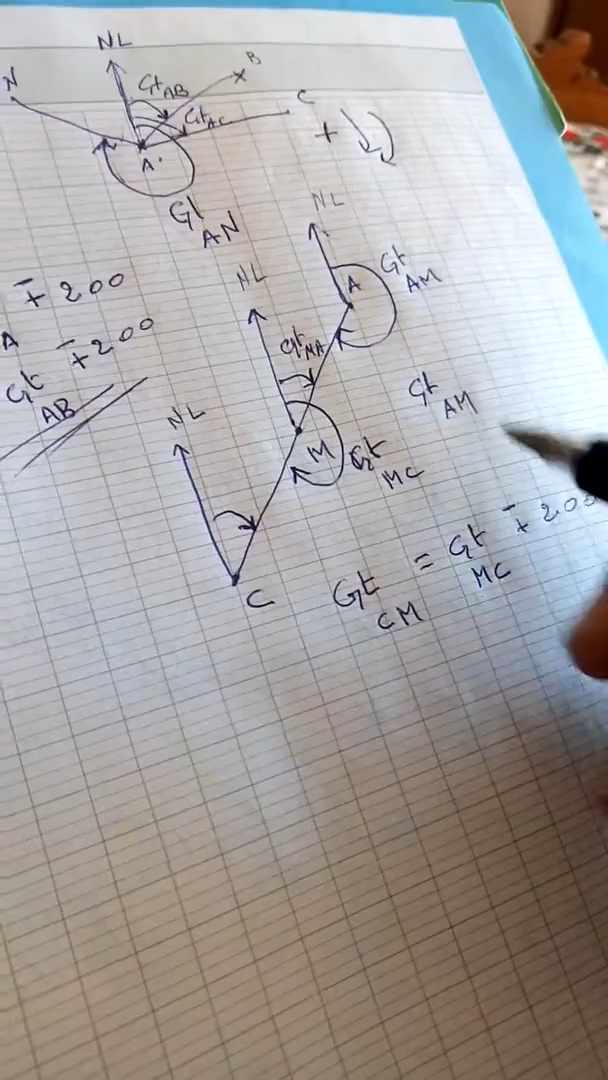 NL
N
B
Gt AB
Gt AC
C
+
A
Gt AN
NL
∓ 200
NL
A
Gt AM
A
Gt ∓ 200
AB
Gt MA
Gt AM
NL
M
Gt MC
C
Gt CM = Gt MC ∓ 200